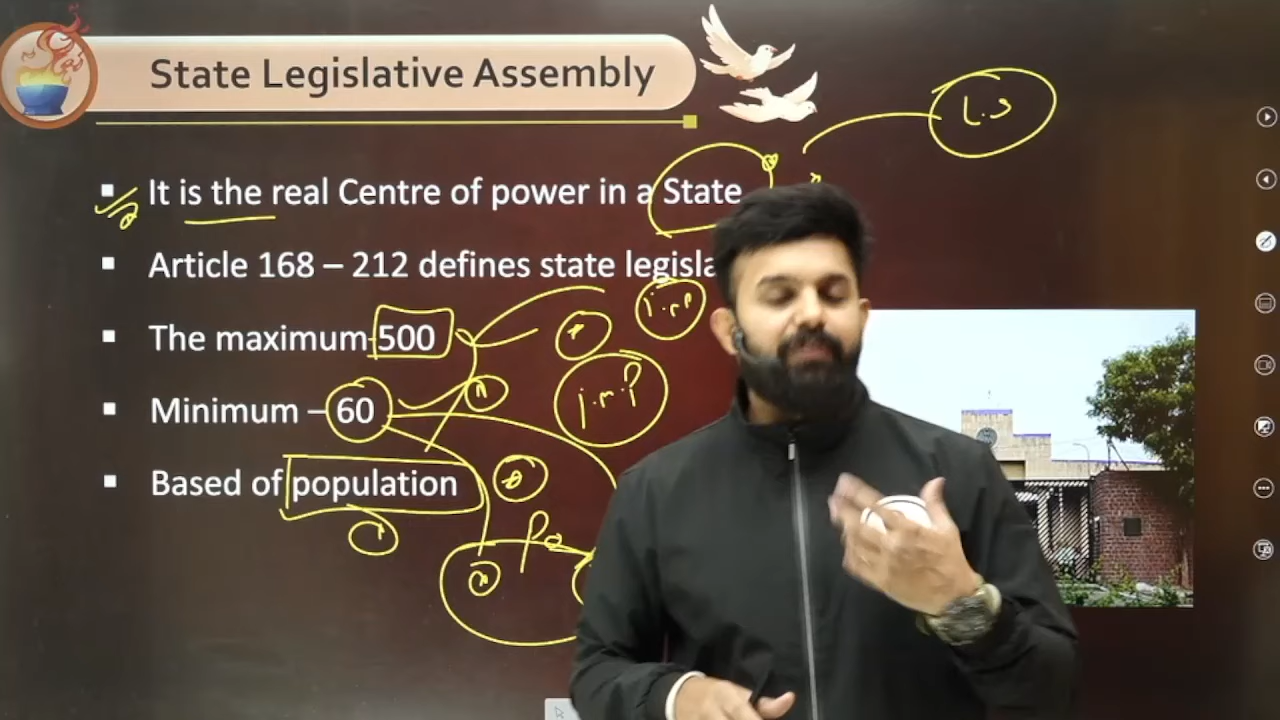 State Legislative Assembly
L.S
It is the real Centre of power in a State
Article 168 – 212 defines state legisla
The maximum 500
Minimum – 60
Based of population